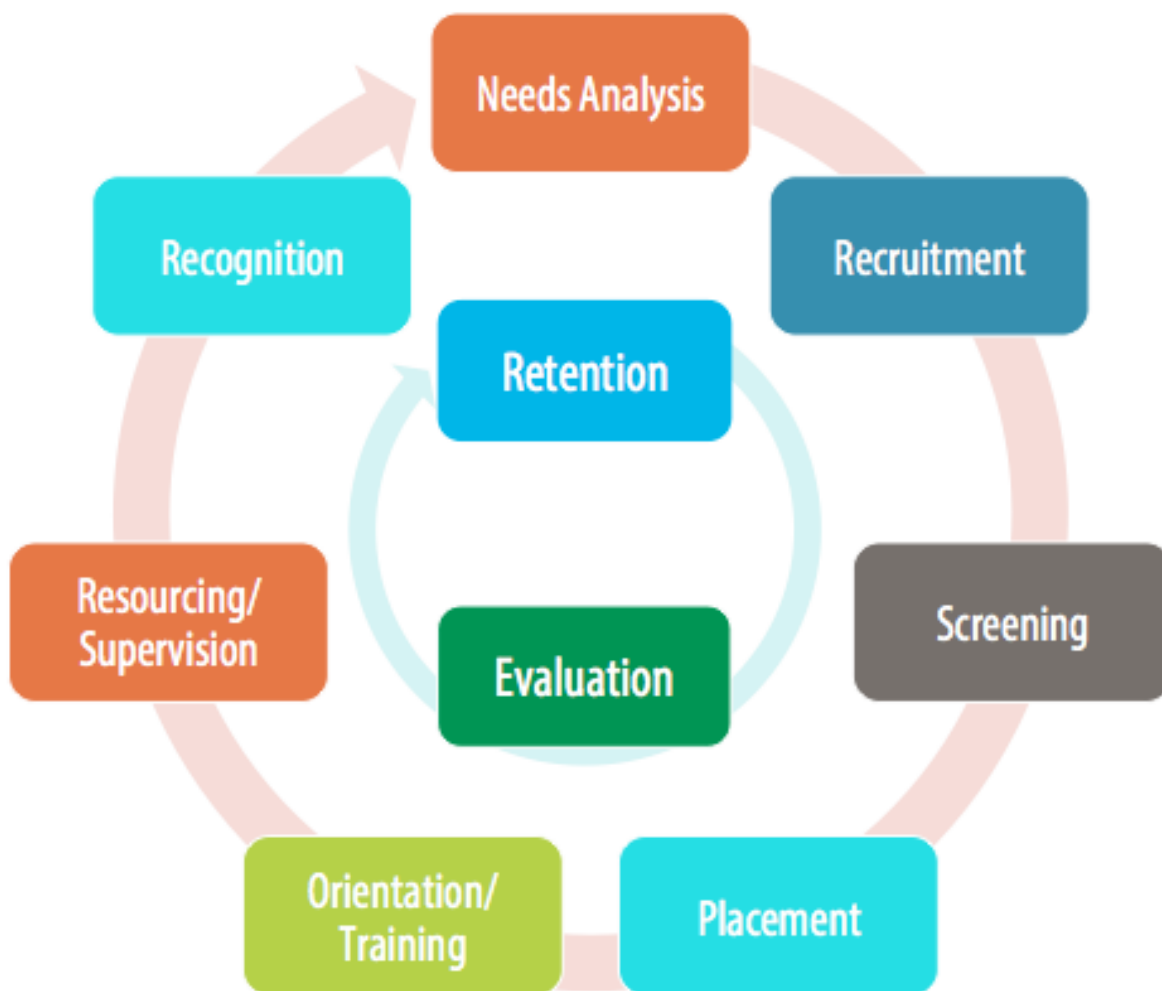 Needs Analysis
Recruitment
Screening
Placement
Orientation/
Training
Resourcing/
Supervision
Recognition
Retention
Evaluation